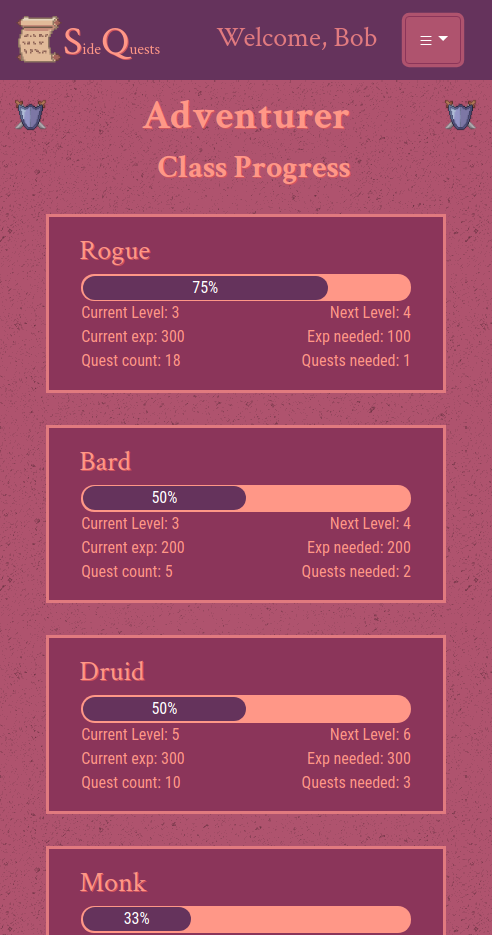 SideQuests
Welcome, Bob
Adventurer
Class Progress
Rogue
75%
Current Level: 3 Next Level: 4
Current exp: 300 Exp needed: 100
Quest count: 18 Quests needed: 1
Bard
50%
Current Level: 3 Next Level: 4
Current exp: 200 Exp needed: 200
Quest count: 5 Quests needed: 2
Druid
50%
Current Level: 5 Next Level: 6
Current exp: 300 Exp needed: 300
Quest count: 10 Quests needed: 3
Monk
33%